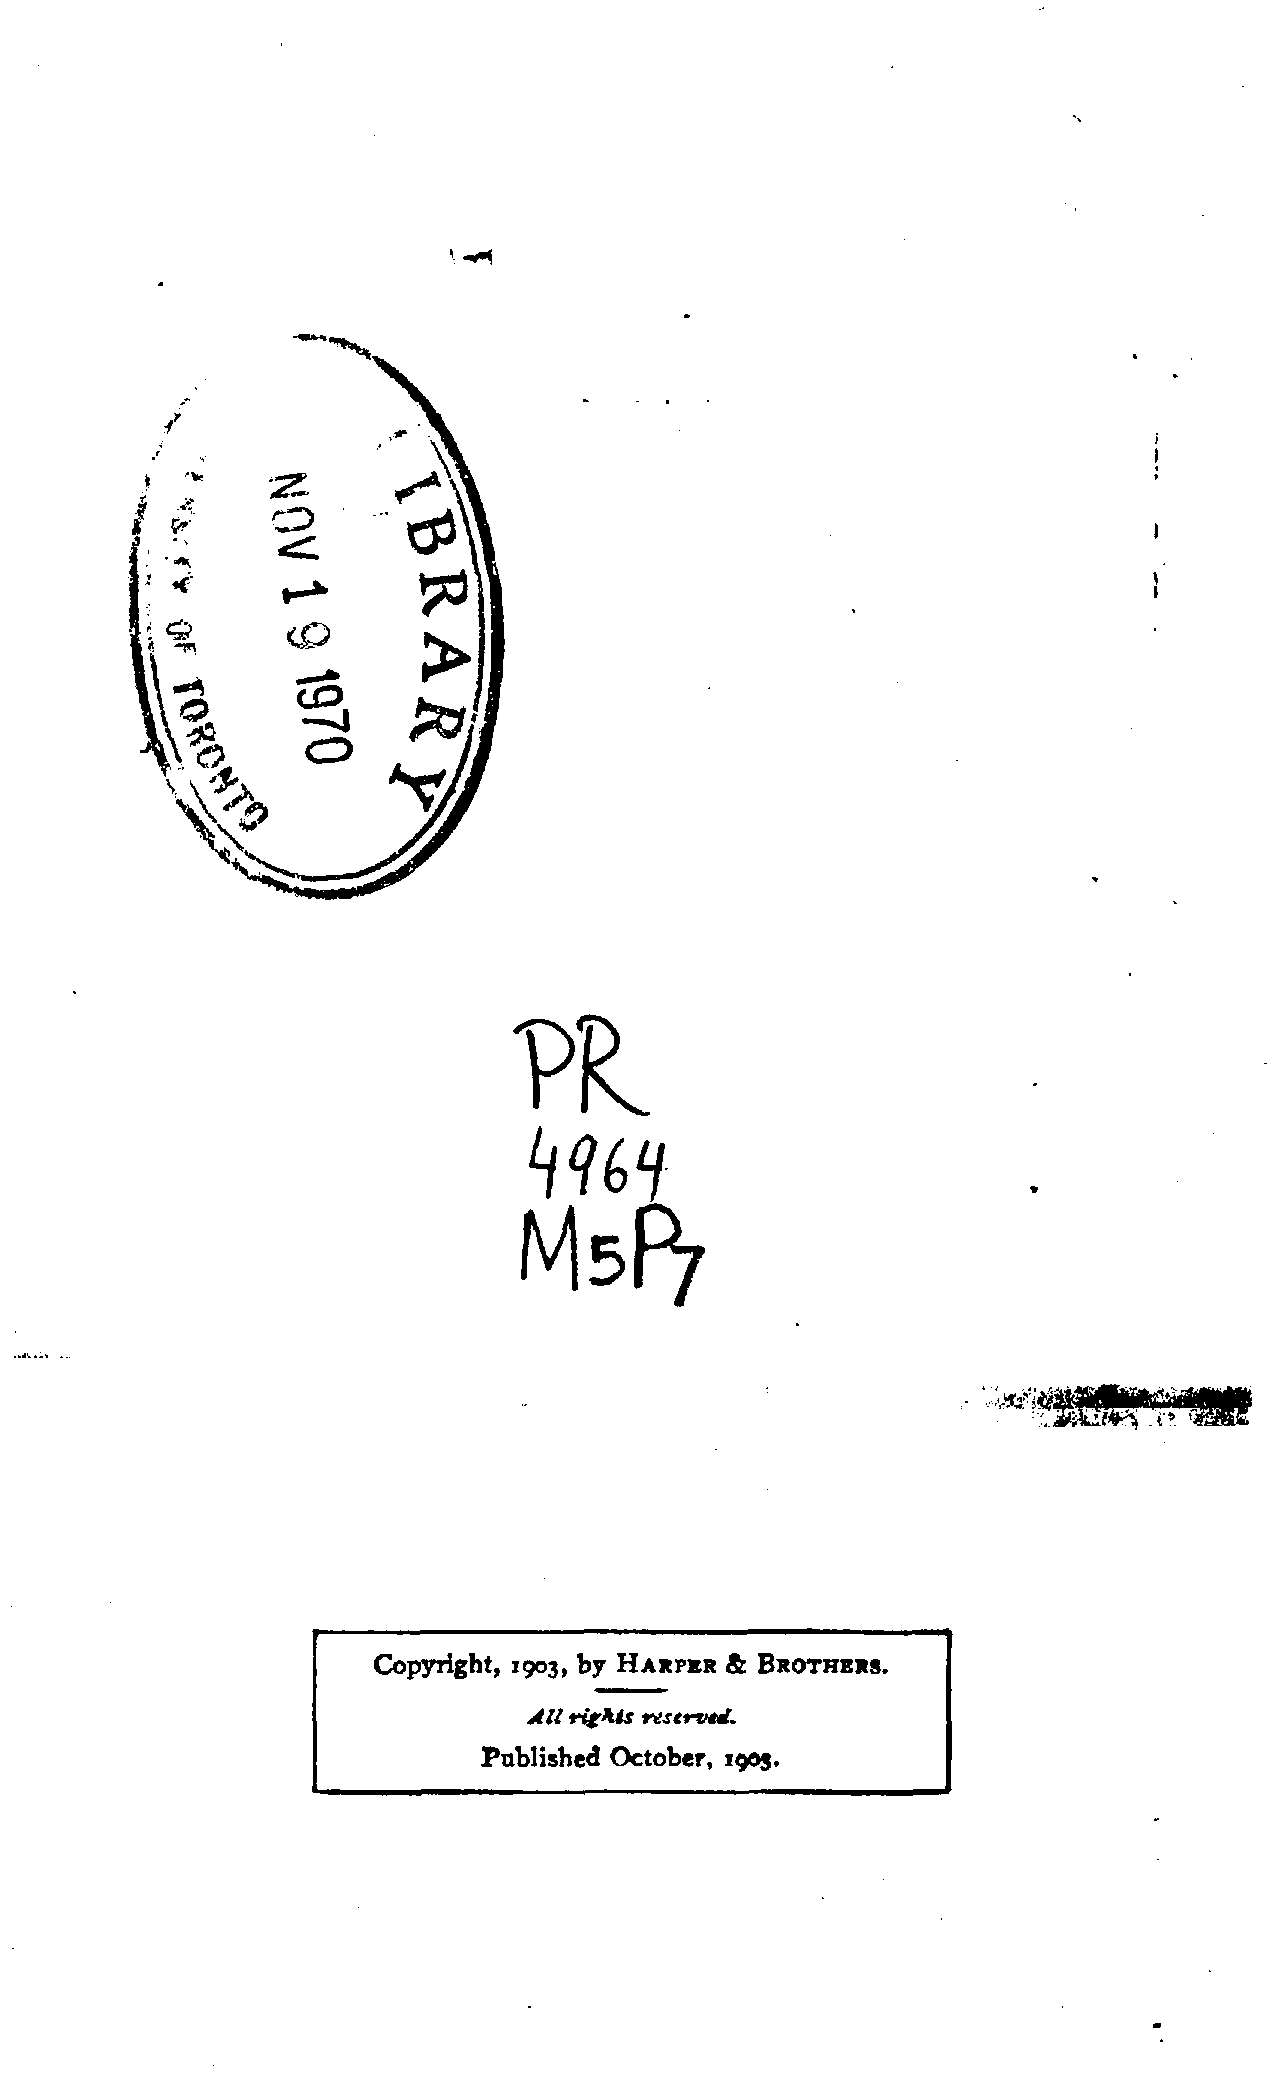 IBRARY
NOV 19 1970
OF TORONTO
PR
4964
M5P7
Copyright, 1903, by HARPER & BROTHERS.
All rights reserved.
Published October, 1903.